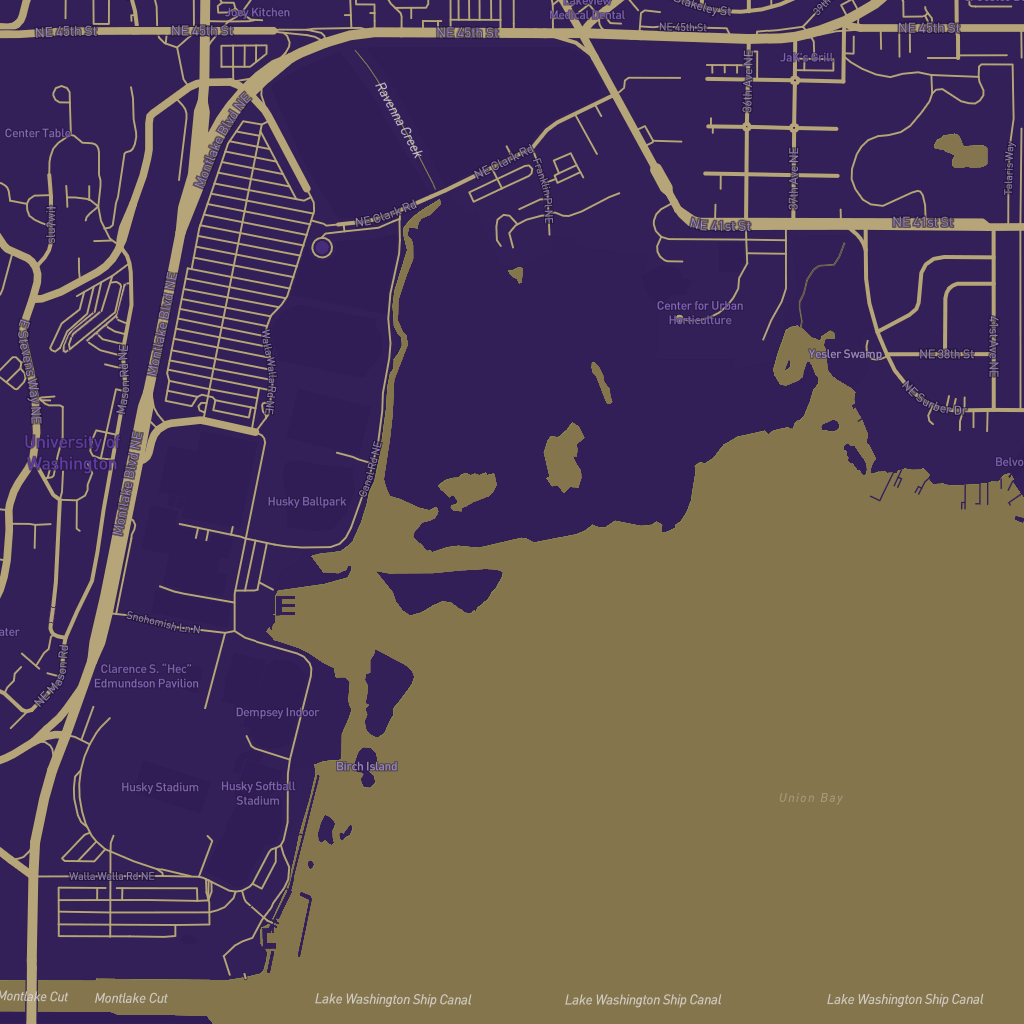 Joey Kitchen
Lakeview
Medical Dental
Blakeley St
39th
NE 45th St
NE 45th St
NE 45th St
NE 45th St
NE 45th St
Jak's Grill
36th Ave NE
Ravenna Creek
Montlake Blvd NE
Center Table
NE Clark Rd
Franklin Pl NE
37th Ave NE
Talaris Way
NE Clark Rd
NE 41st St
NE 41st St
Montlake Blvd NE
Center for Urban
Horticulture
E Stevens Way NE
Mason Rd NE
Walla Walla Rd NE
Yesler Swamp
NE 38th St
41st Ave NE
NE Surber Dr
University of
Washington
Montlake Blvd NE
Canal Rd NE
Belvo
Husky Ballpark
Snohomish Ln N
ater
NE Mason Rd
Clarence S. "Hec"
Edmundson Pavilion
Dempsey Indoor
Birch Island
Husky Stadium
Husky Softball
Stadium
Union Bay
Walla Walla Rd NE
Montlake Cut
Montlake Cut
Lake Washington Ship Canal
Lake Washington Ship Canal
Lake Washington Ship Canal